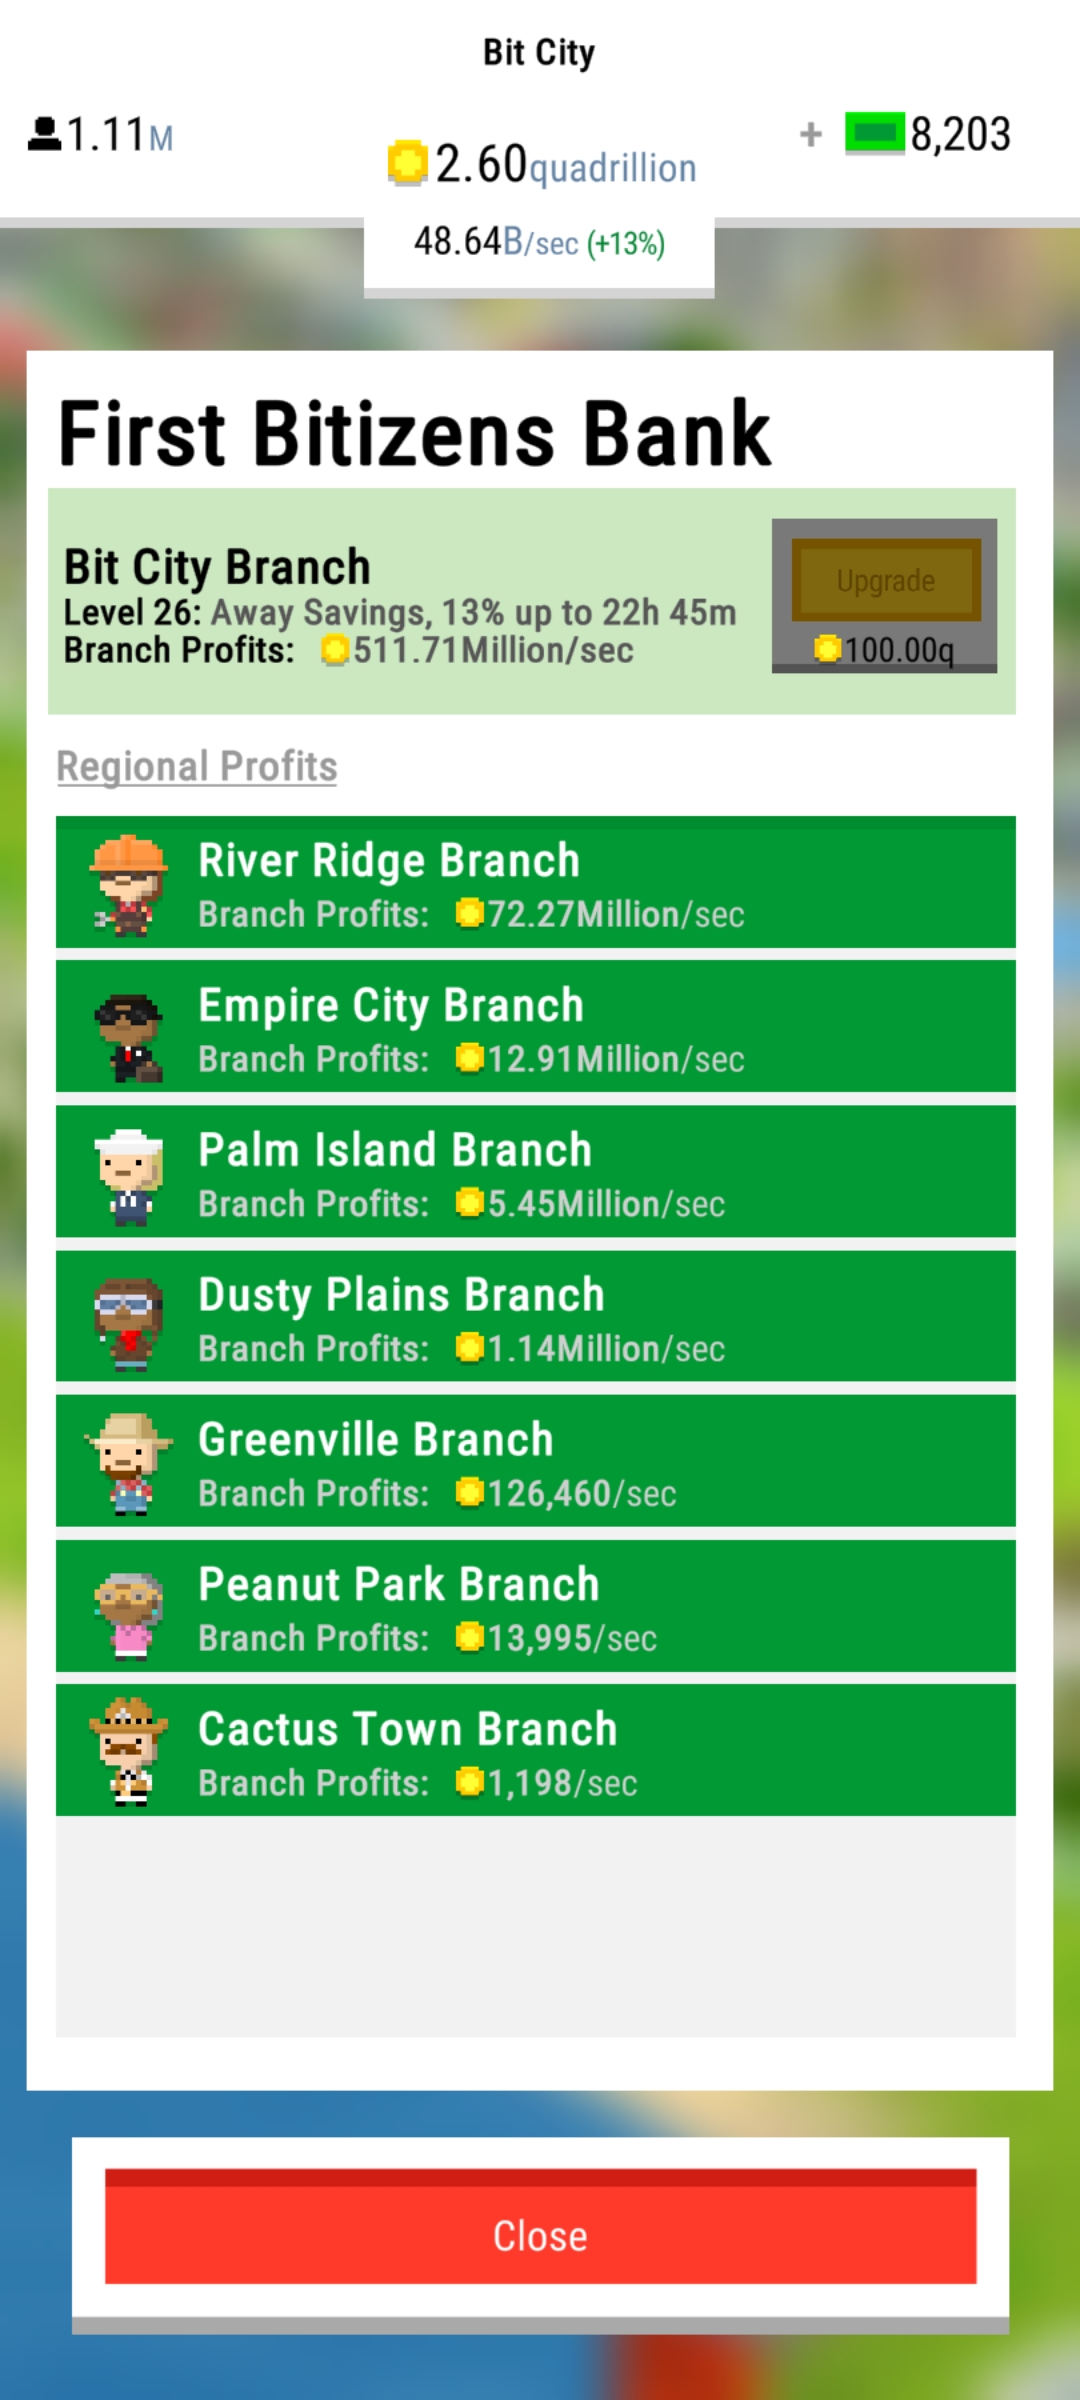 Bit City
1.11M
+ 8,203
2.60quadrillion
48.64B/sec (+13%)
First Bitizens Bank
Bit City Branch
Level 26: Away Savings, 13% up to 22h 45m
Branch Profits: 511.71Million/sec
Upgrade
100.00q
Regional Profits
River Ridge Branch
Branch Profits: 72.27Million/sec
Empire City Branch
Branch Profits: 12.91Million/sec
Palm Island Branch
Branch Profits: 5.45Million/sec
Dusty Plains Branch
Branch Profits: 1.14Million/sec
Greenville Branch
Branch Profits: 126,460/sec
Peanut Park Branch
Branch Profits: 13,995/sec
Cactus Town Branch
Branch Profits: 1,198/sec
Close